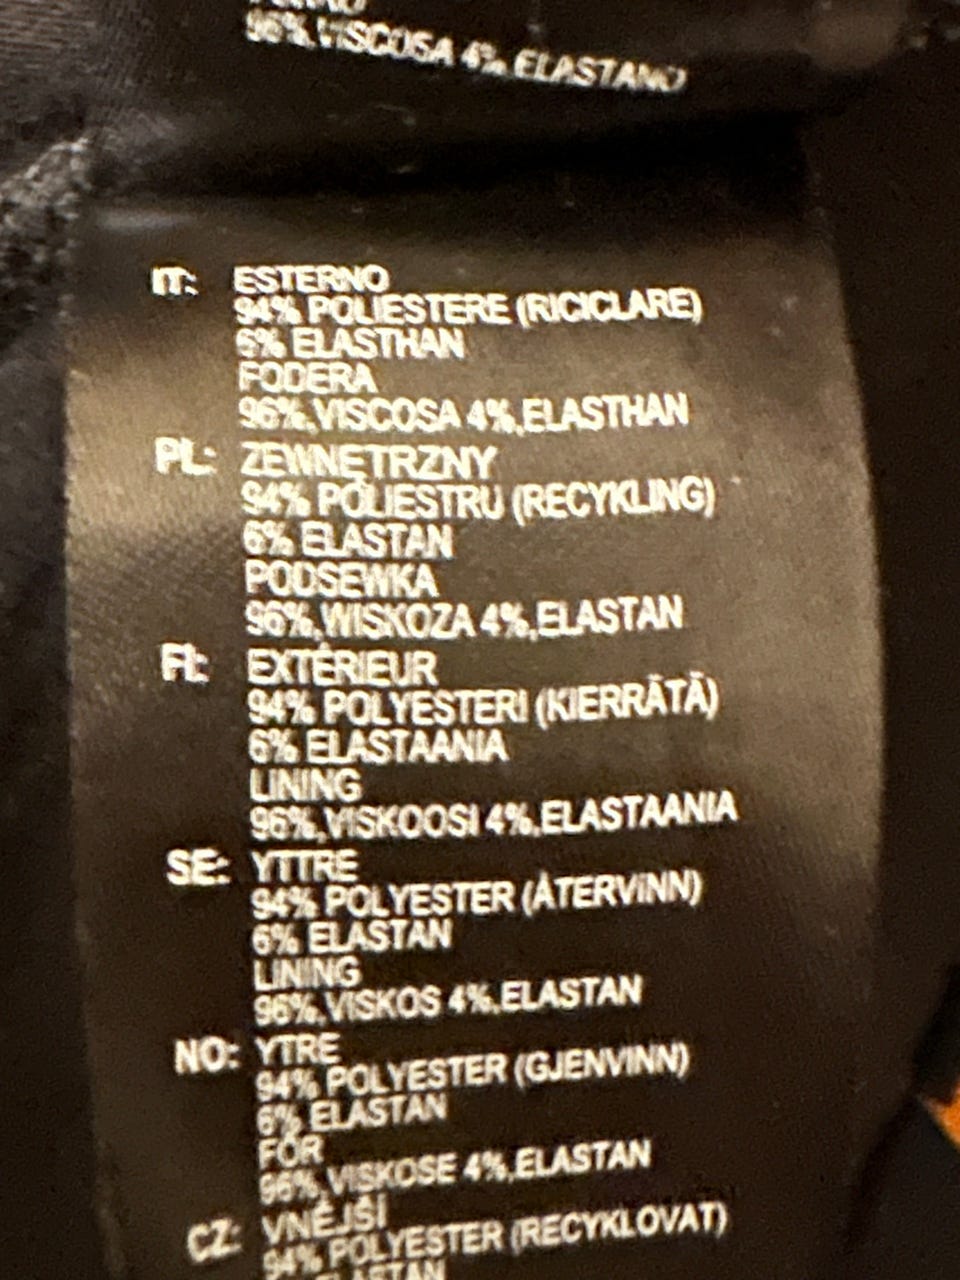 96%,VISCOSA 4%,ELASTANO
IT: ESTERNO
94% POLIESTERE (RICICLARE)
6% ELASTHAN
FODERA
96%,VISCOSA 4%,ELASTHAN
PL: ZEWNĘTRZNY
94% POLIESTRU (RECYKLING)
6% ELASTAN
PODSEWKA
96%,WISKOZA 4%,ELASTAN
FI: EXTÉRIEUR
94% POLYESTERI (KIERRÄTÄ)
6% ELASTAANIA
LINING
96%,VISKOOSI 4%,ELASTAANIA
SE: YTTRE
94% POLYESTER (ÅTERVINN)
6% ELASTAN
LINING
96%,VISKOS 4%,ELASTAN
NO: YTRE
94% POLYESTER (GJENVINN)
6% ELASTAN
FÔR
96%,VISKOSE 4%,ELASTAN
CZ: VNĚJŠÍ
94% POLYESTER (RECYKLOVAT)
ELASTAN